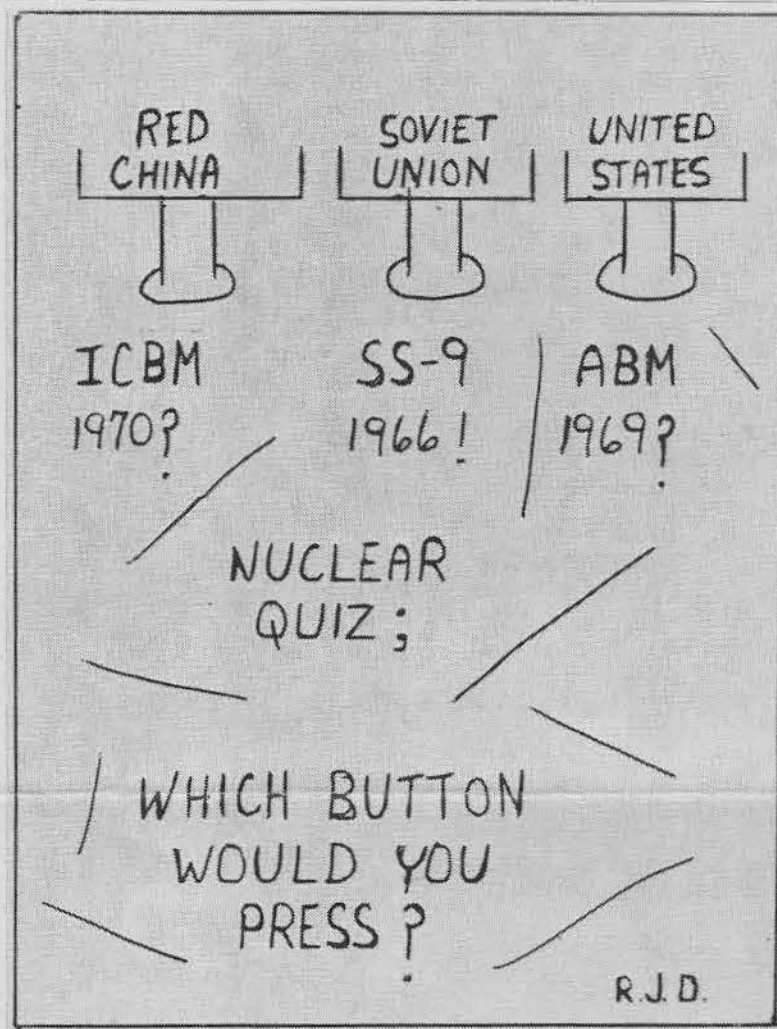 RED CHINA
SOVIET UNION
UNITED STATES
ICBM 1970?
SS-9 1966!
ABM 1969?
NUCLEAR
QUIZ;
WHICH BUTTON
WOULD YOU
PRESS?
R.J.D.